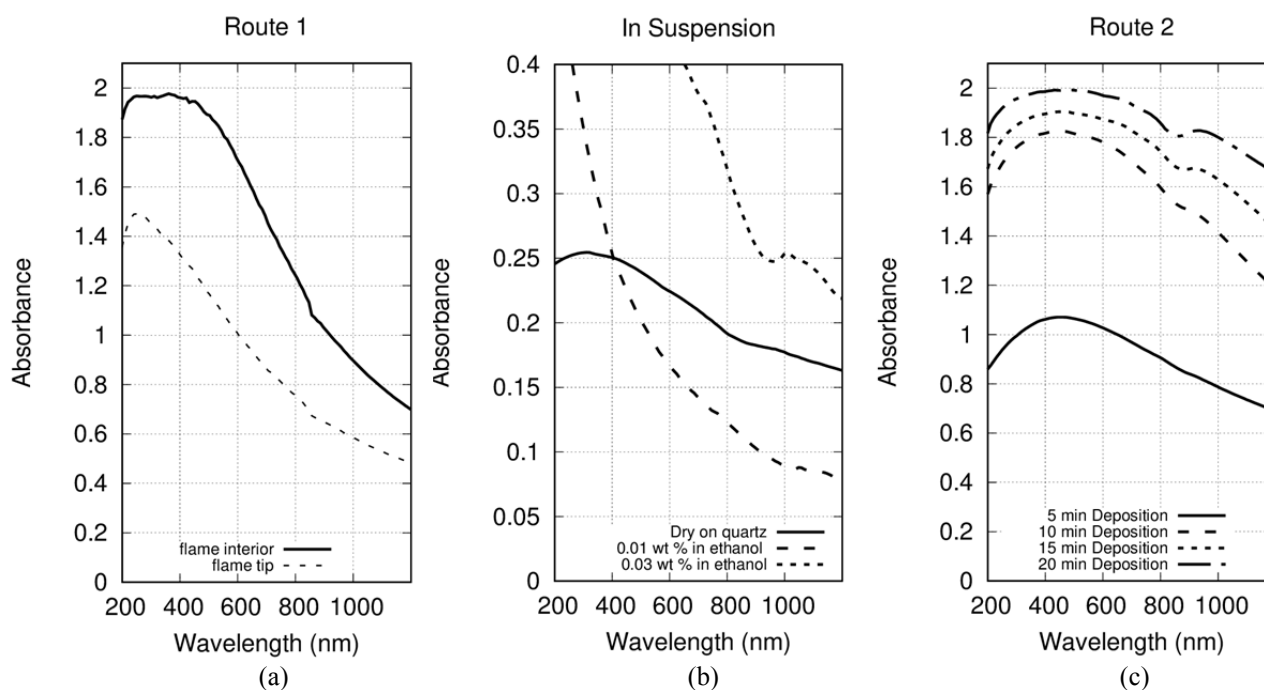 Route 1
Absorbance
2
1.8
1.6
1.4
1.2
1
0.8
0.6
0.4
0.2
0
flame interior
flame tip
200 400 600 800 1000
Wavelength (nm)
(a)
In Suspension
Absorbance
0.4
0.35
0.3
0.25
0.2
0.15
0.1
0.05
0
Dry on quartz
0.01 wt % in ethanol
0.03 wt % in ethanol
200 400 600 800 1000
Wavelength (nm)
(b)
Route 2
Absorbance
2
1.8
1.6
1.4
1.2
1
0.8
0.6
0.4
0.2
0
5 min Deposition
10 min Deposition
15 min Deposition
20 min Deposition
200 400 600 800 1000
Wavelength (nm)
(c)